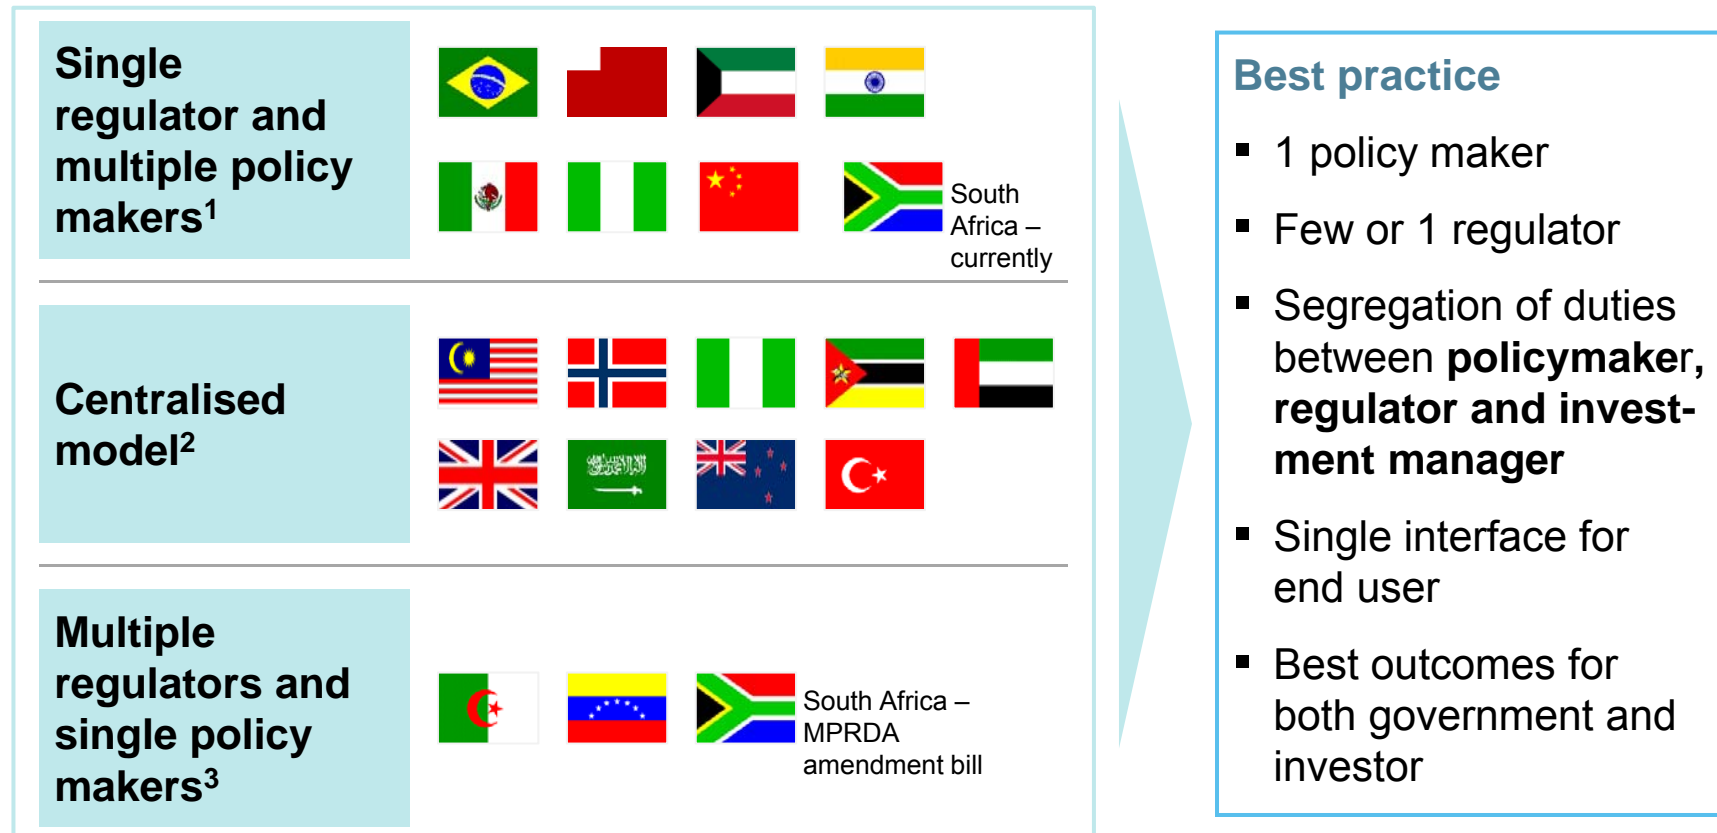 Single
regulator and
multiple policy
makers¹
South
Africa –
currently
Centralised
model²
Multiple
regulators and
single policy
makers³
South Africa –
MPRDA
amendment bill
Best practice
▪ 1 policy maker
▪ Few or 1 regulator
▪ Segregation of duties
between policymaker,
regulator and invest-
ment manager
▪ Single interface for
end user
▪ Best outcomes for
both government and
investor